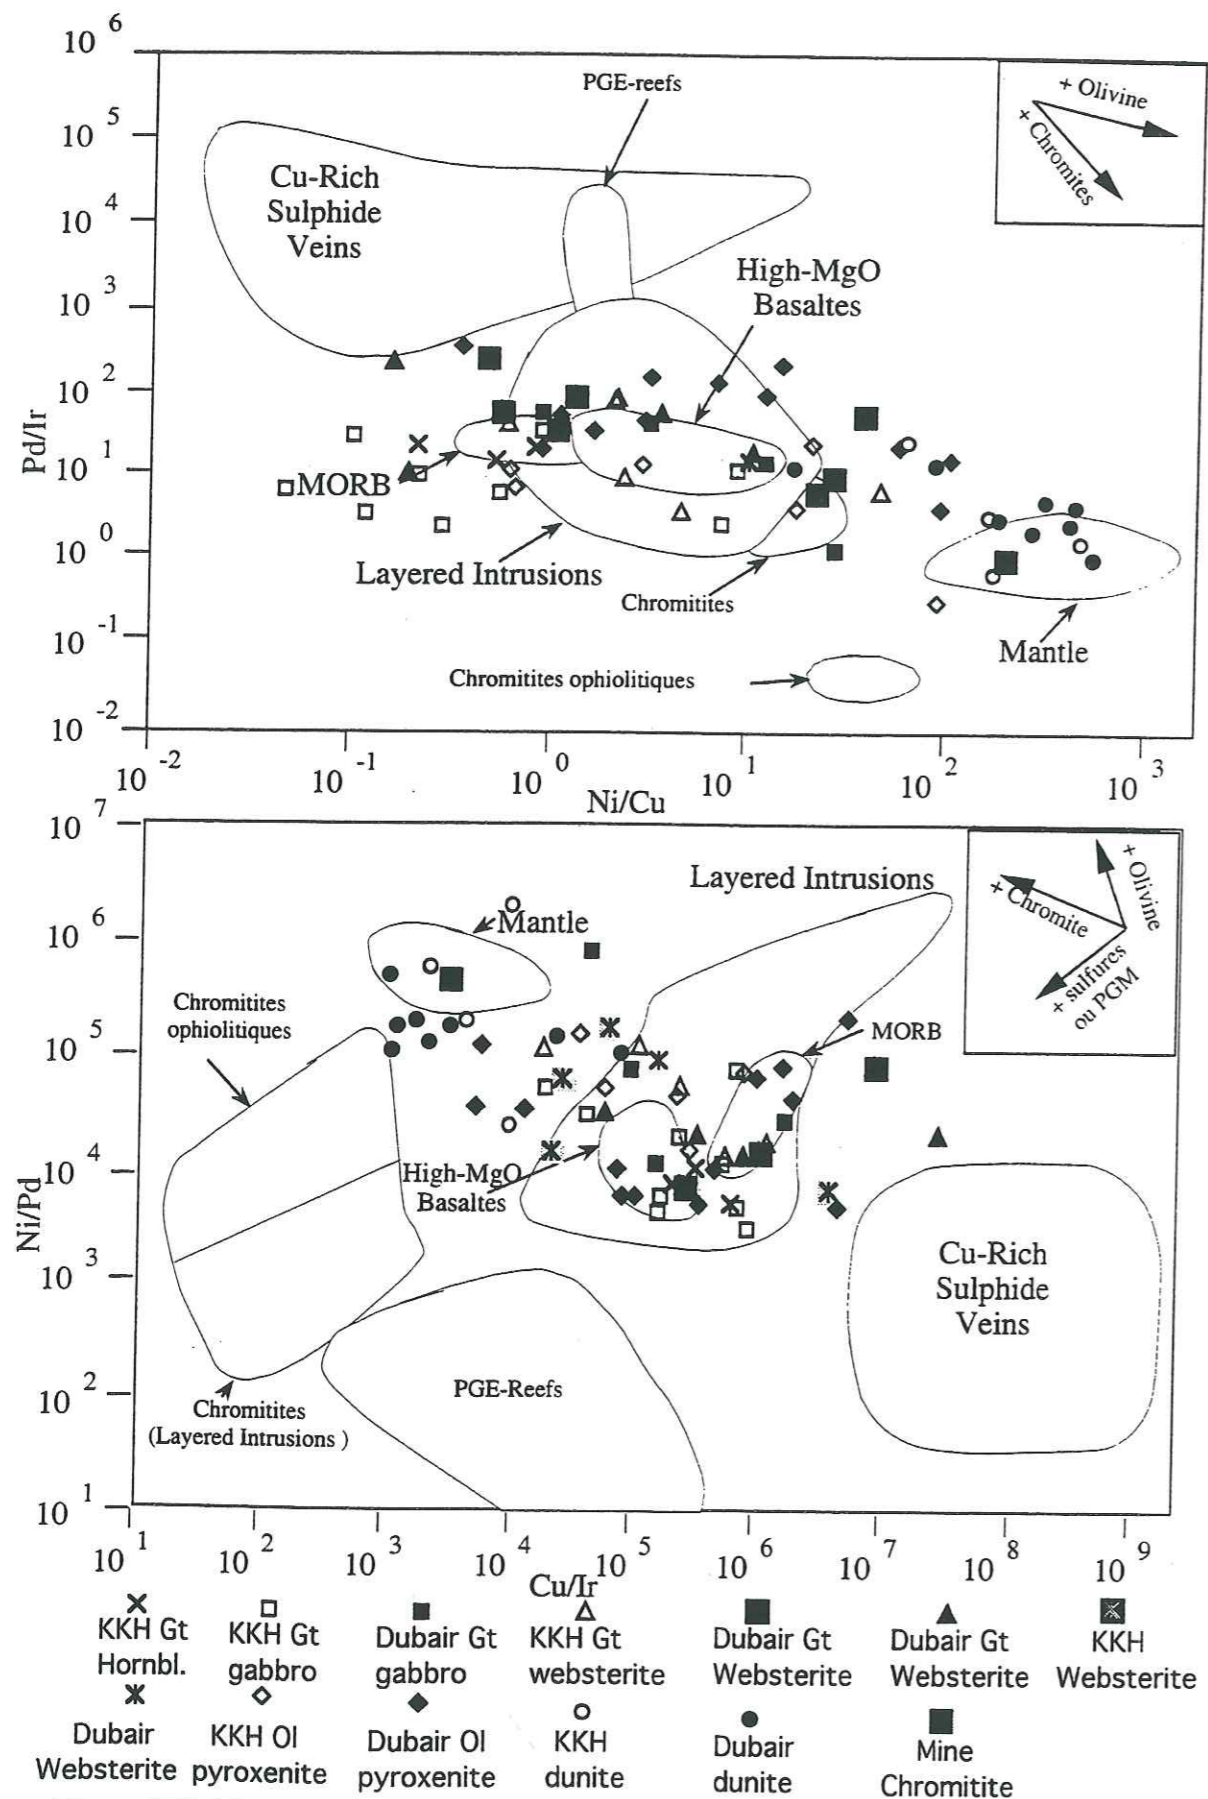 10 6
10 5
10 4
10 3
10 2
10 1
10 0
10 -1
10 -2
Pd/Ir
PGE-reefs
+ Olivine
+ Chromites
Cu-Rich
Sulphide
Veins
High-MgO
Basaltes
MORB
Layered Intrusions
Chromitites
Mantle
Chromitites ophiolitiques
10 -2
10 -1
10 0
10 1
10 2
10 3
Ni/Cu
10 7
10 6
10 5
10 4
10 3
10 2
10 1
Ni/Pd
Layered Intrusions
+ Chromite
+ Olivine
+ sulfures
ou PGM
Mantle
Chromitites
ophiolitiques
MORB
High-MgO
Basaltes
Cu-Rich
Sulphide
Veins
PGE-Reefs
Chromitites
(Layered Intrusions )
10 1
10 2
10 3
10 4
10 5
10 6
10 7
10 8
10 9
Cu/Ir
KKH Gt
Hornbl.
KKH Gt
gabbro
Dubair Gt
gabbro
KKH Gt
websterite
Dubair Gt
Websterite
Dubair Gt
Websterite
KKH
Websterite
Dubair
Websterite
KKH Ol
pyroxenite
Dubair Ol
pyroxenite
KKH
dunite
Dubair
dunite
Mine
Chromitite